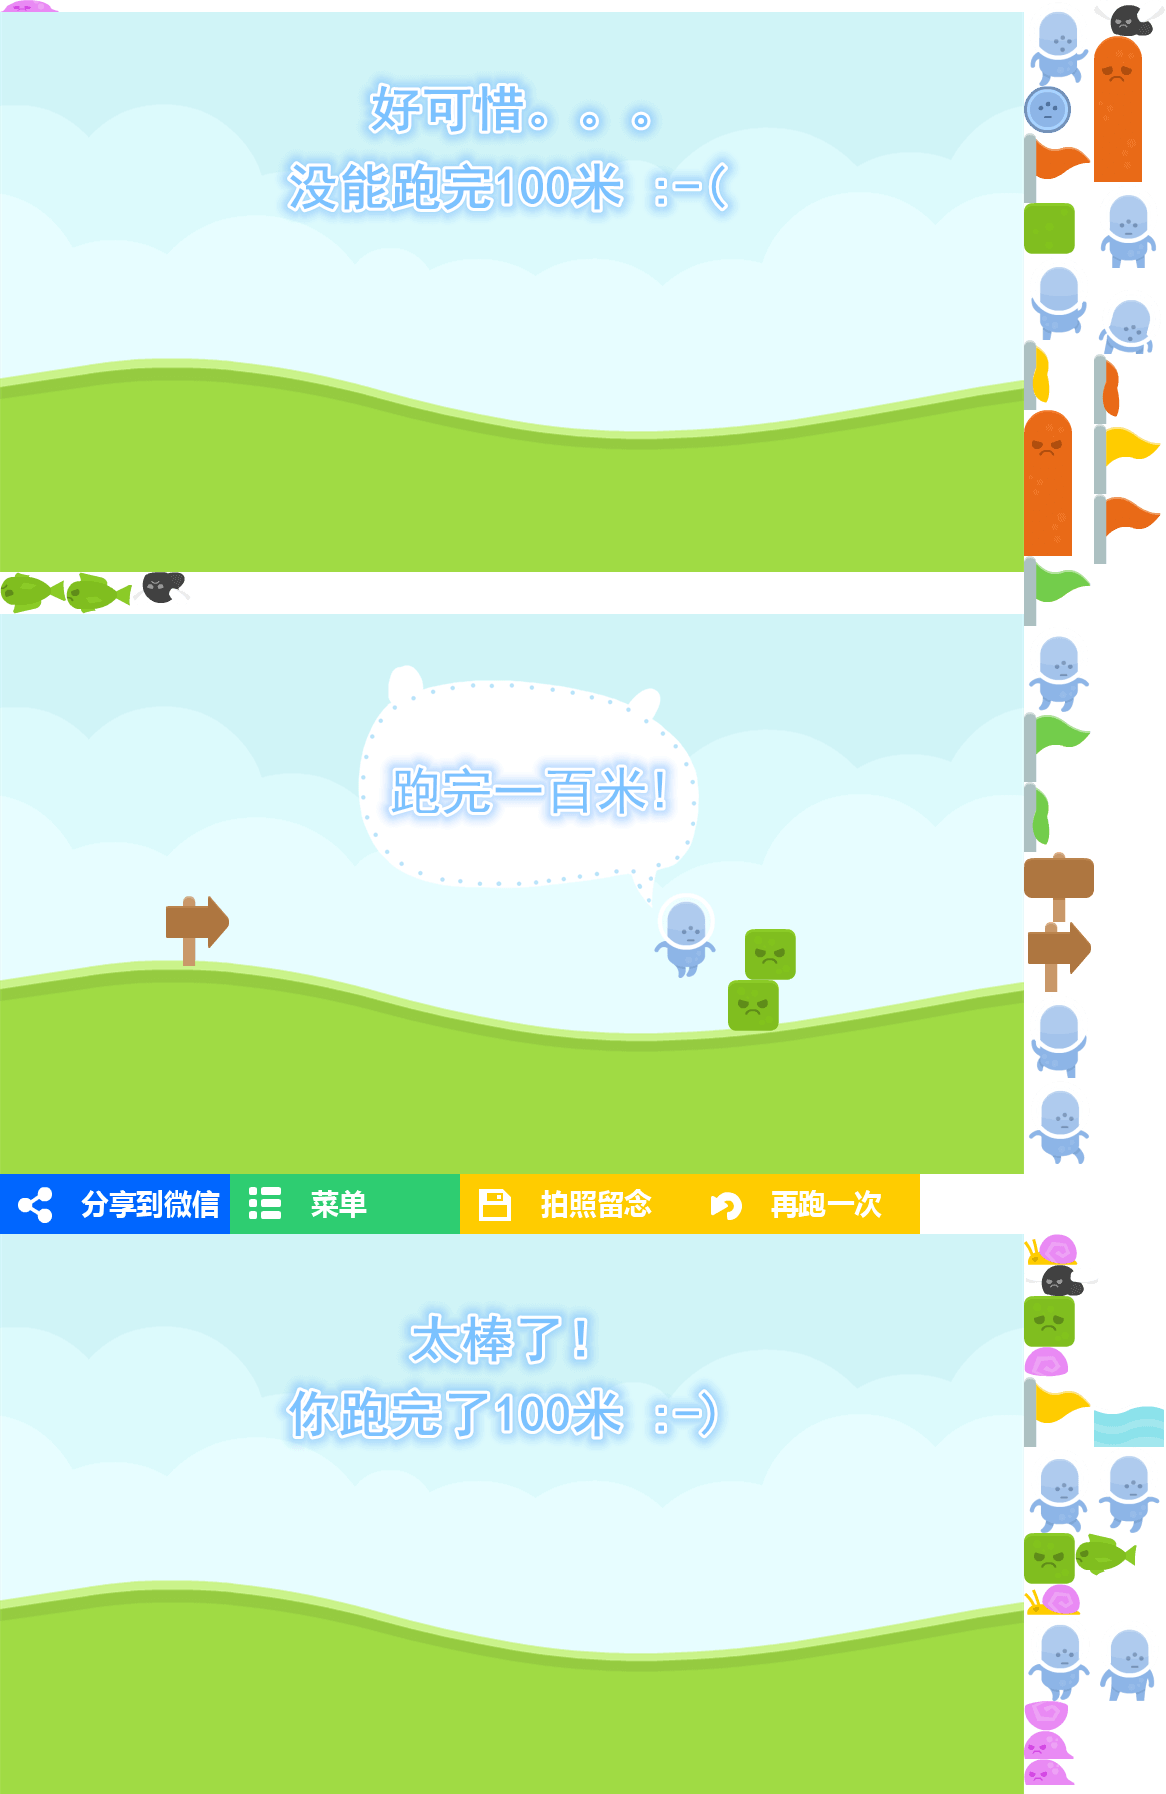 好可惜。。。
没能跑完100米 :-(
跑完一百米!
分享到微信
菜单
拍照留念
再跑一次
太棒了!
你跑完了100米 :-)